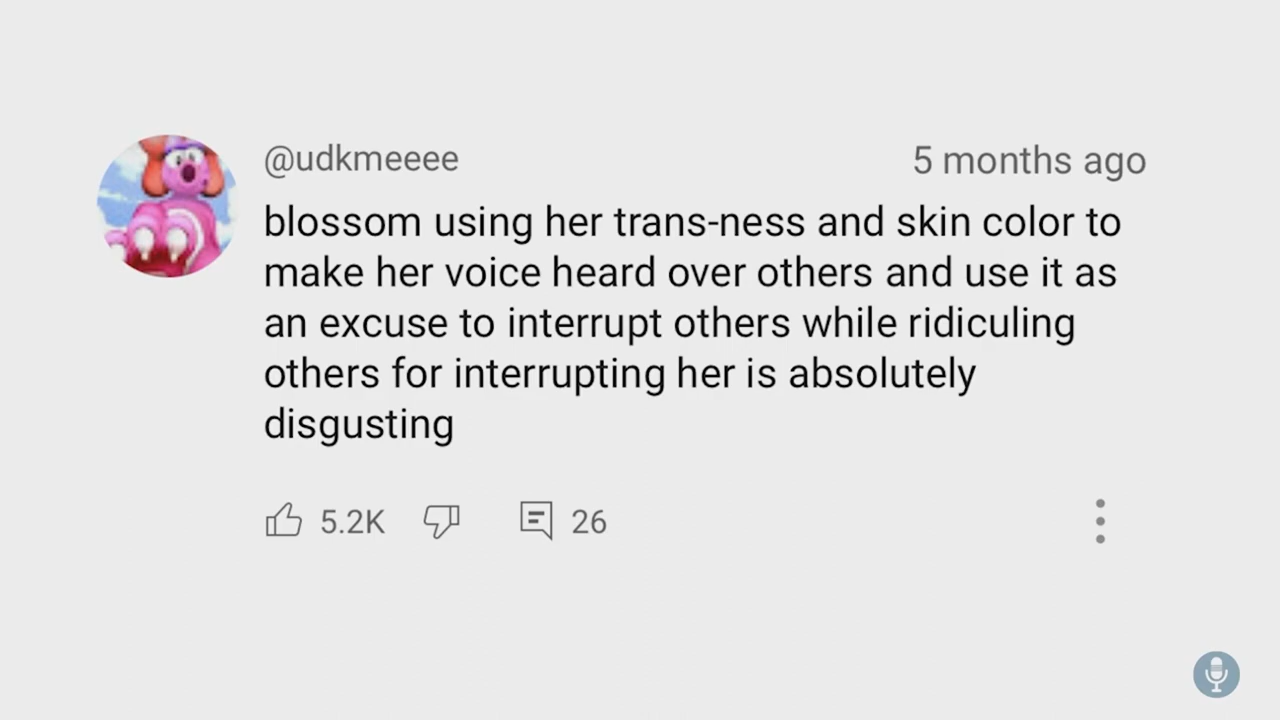 @udkmeeee 5 months ago
blossom using her trans-ness and skin color to
make her voice heard over others and use it as
an excuse to interrupt others while ridiculing
others for interrupting her is absolutely
disgusting
5.2K 26